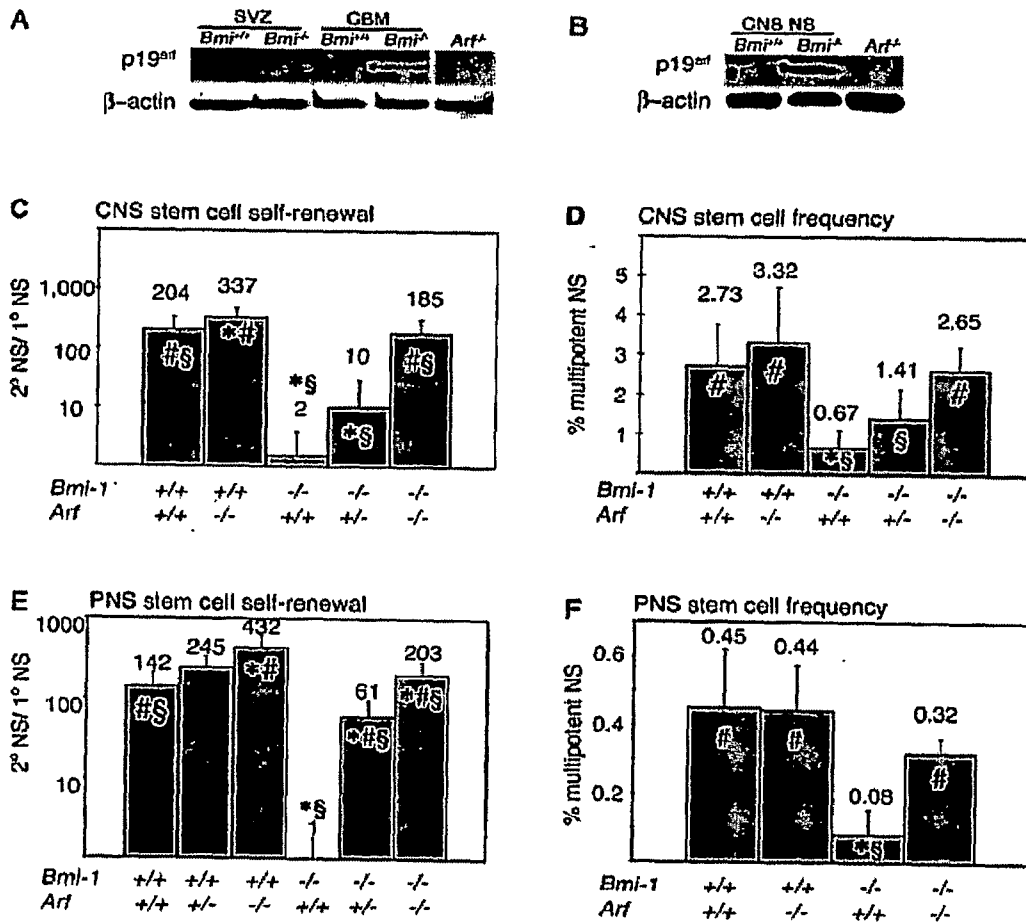 A
SVZ CBM
Bmi+/+ Bmi-/- Bmi+/+ Bmi-/- Arf-/-
p19arf
β–actin
B
CNS NS
Bmi+/+ Bmi-/- Arf-/-
p19arf
β–actin
C CNS stem cell self-renewal
2º NS/ 1º NS
1,000
100
10
204 337 2 10 185
#§ *# *§ *§ #§
Bmi-1 +/+ +/+ -/- -/- -/-
Arf +/+ -/- +/+ +/- -/-
D CNS stem cell frequency
% multipotent NS
5
4
3
2
1
2.73 3.32 0.67 1.41 2.65
# # *§ § #
Bmi-1 +/+ +/+ -/- -/- -/-
Arf +/+ -/- +/+ +/- -/-
E PNS stem cell self-renewal
2º NS/ 1º NS
1000
100
10
142 245 432 61 203
#§ *# *§ *#§ *#§
Bmi-1 +/+ +/+ +/+ -/- -/- -/-
Arf +/+ +/- -/- +/+ +/- -/-
F PNS stem cell frequency
% multipotent NS
0.6
0.4
0.2
0.45 0.44 0.08 0.32
# # *§ #
Bmi-1 +/+ +/+ -/- -/-
Arf +/+ -/- +/+ -/-